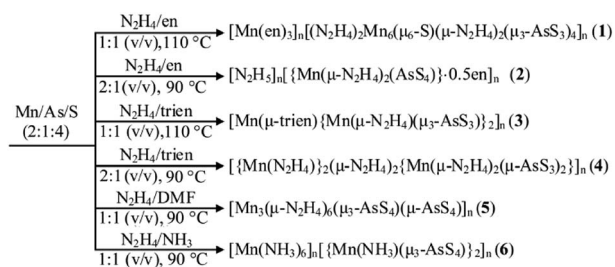 N₂H₄/en
1:1 (v/v),110 °C
[Mn(en)₃]ₙ[(N₂H₄)₂Mn₆(μ₆-S)(μ-N₂H₄)₂(μ₃-AsS₃)₄]ₙ (1)
N₂H₄/en
2:1(v/v), 90 °C
[N₂H₅]ₙ[{Mn(μ-N₂H₄)₂(AsS₄)}·0.5en]ₙ (2)
Mn/As/S
(2:1:4)
N₂H₄/trien
1:1 (v/v),110 °C
[Mn(μ-trien){Mn(μ-N₂H₄)(μ₃-AsS₃)}₂]ₙ (3)
N₂H₄/trien
2:1 (v/v), 90 °C
[{Mn(N₂H₄)}₂(μ-N₂H₄)₂{Mn(μ-N₂H₄)₂(μ-AsS₃)₂}]ₙ (4)
N₂H₄/DMF
1:1 (v/v), 90 °C
[Mn₃(μ-N₂H₄)₆(μ₃-AsS₄)(μ-AsS₄)]ₙ (5)
N₂H₄/NH₃
1:1 (v/v), 90 °C
[Mn(NH₃)₆]ₙ[{Mn(NH₃)(μ₃-AsS₄)}₂]ₙ (6)